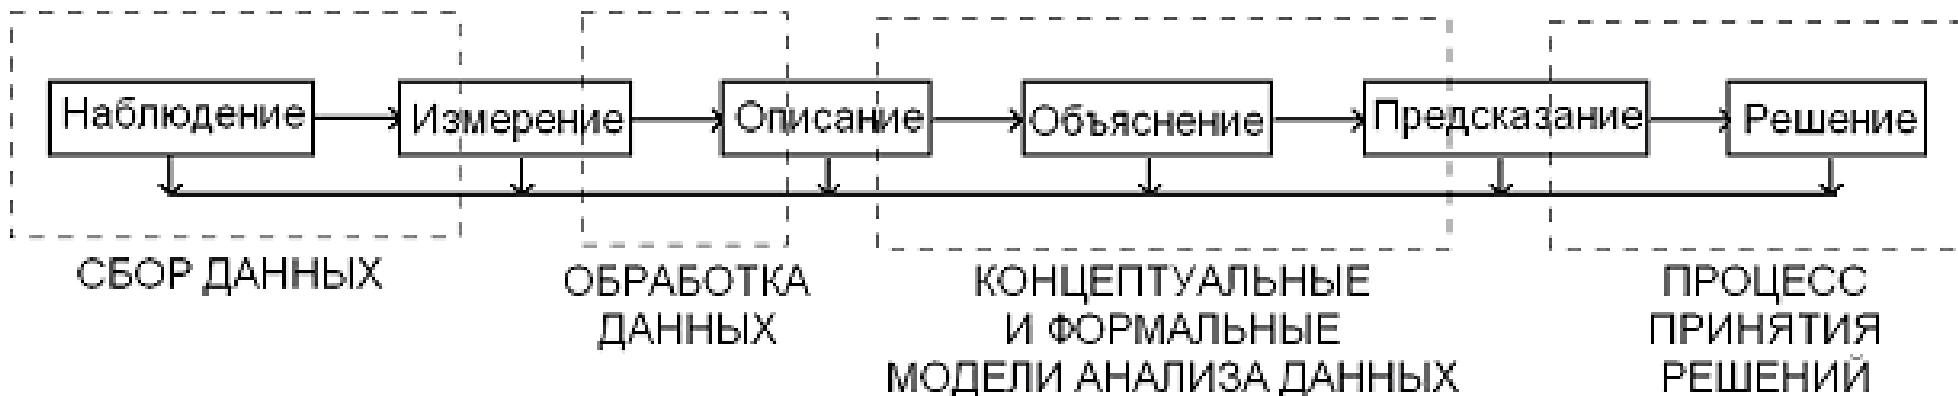 Наблюдение
Измерение
Описание
Объяснение
Предсказание
Решение
СБОР ДАННЫХ
ОБРАБОТКА
ДАННЫХ
КОНЦЕПТУАЛЬНЫЕ
И ФОРМАЛЬНЫЕ
МОДЕЛИ АНАЛИЗА ДАННЫХ
ПРОЦЕСС
ПРИНЯТИЯ
РЕШЕНИЙ